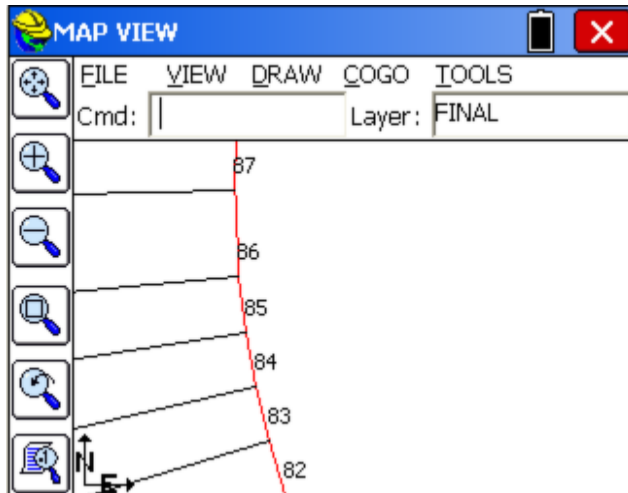 MAP VIEW
FILE VIEW DRAW COGO TOOLS
Cmd: Layer: FINAL
87
86
85
84
83
82
N
E